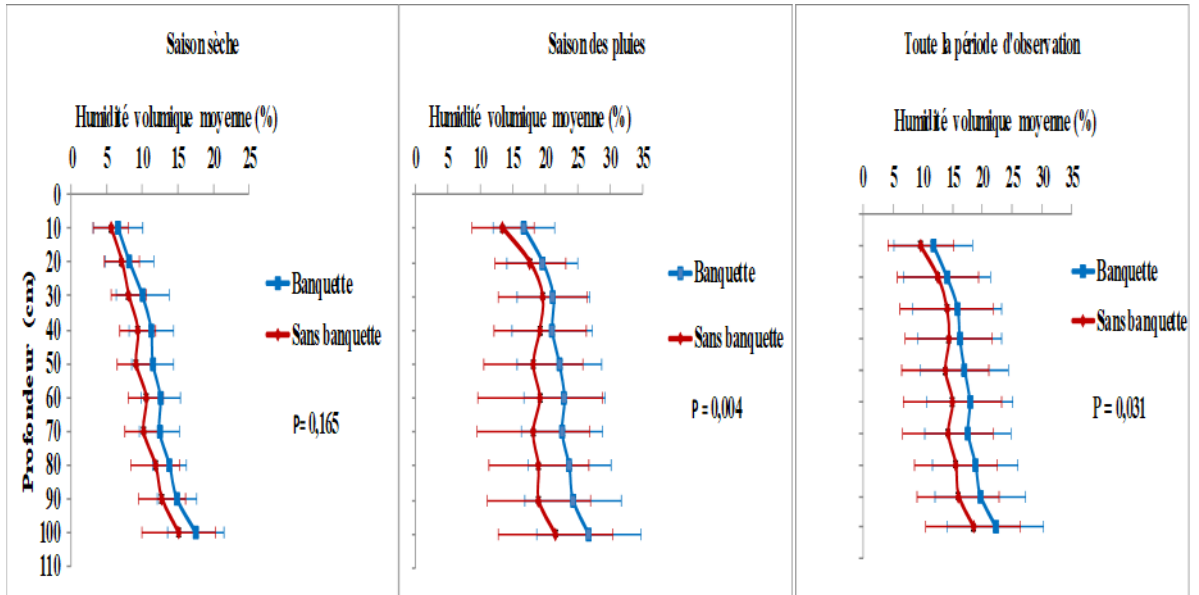 Saison sèche
Humidité volumique moyenne (%)
0 5 10 15 20 25
Profondeur (cm)
0
10
20
30
40
50
60
70
80
90
100
110
Banquette
Sans banquette
P = 0,165
Saison des pluies
Humidité volumique moyenne (%)
0 5 10 15 20 25 30 35
Banquette
Sans banquette
P = 0,004
Toute la période d'observation
Humidité volumique moyenne (%)
0 5 10 15 20 25 30 35
Banquette
Sans banquette
P = 0,031